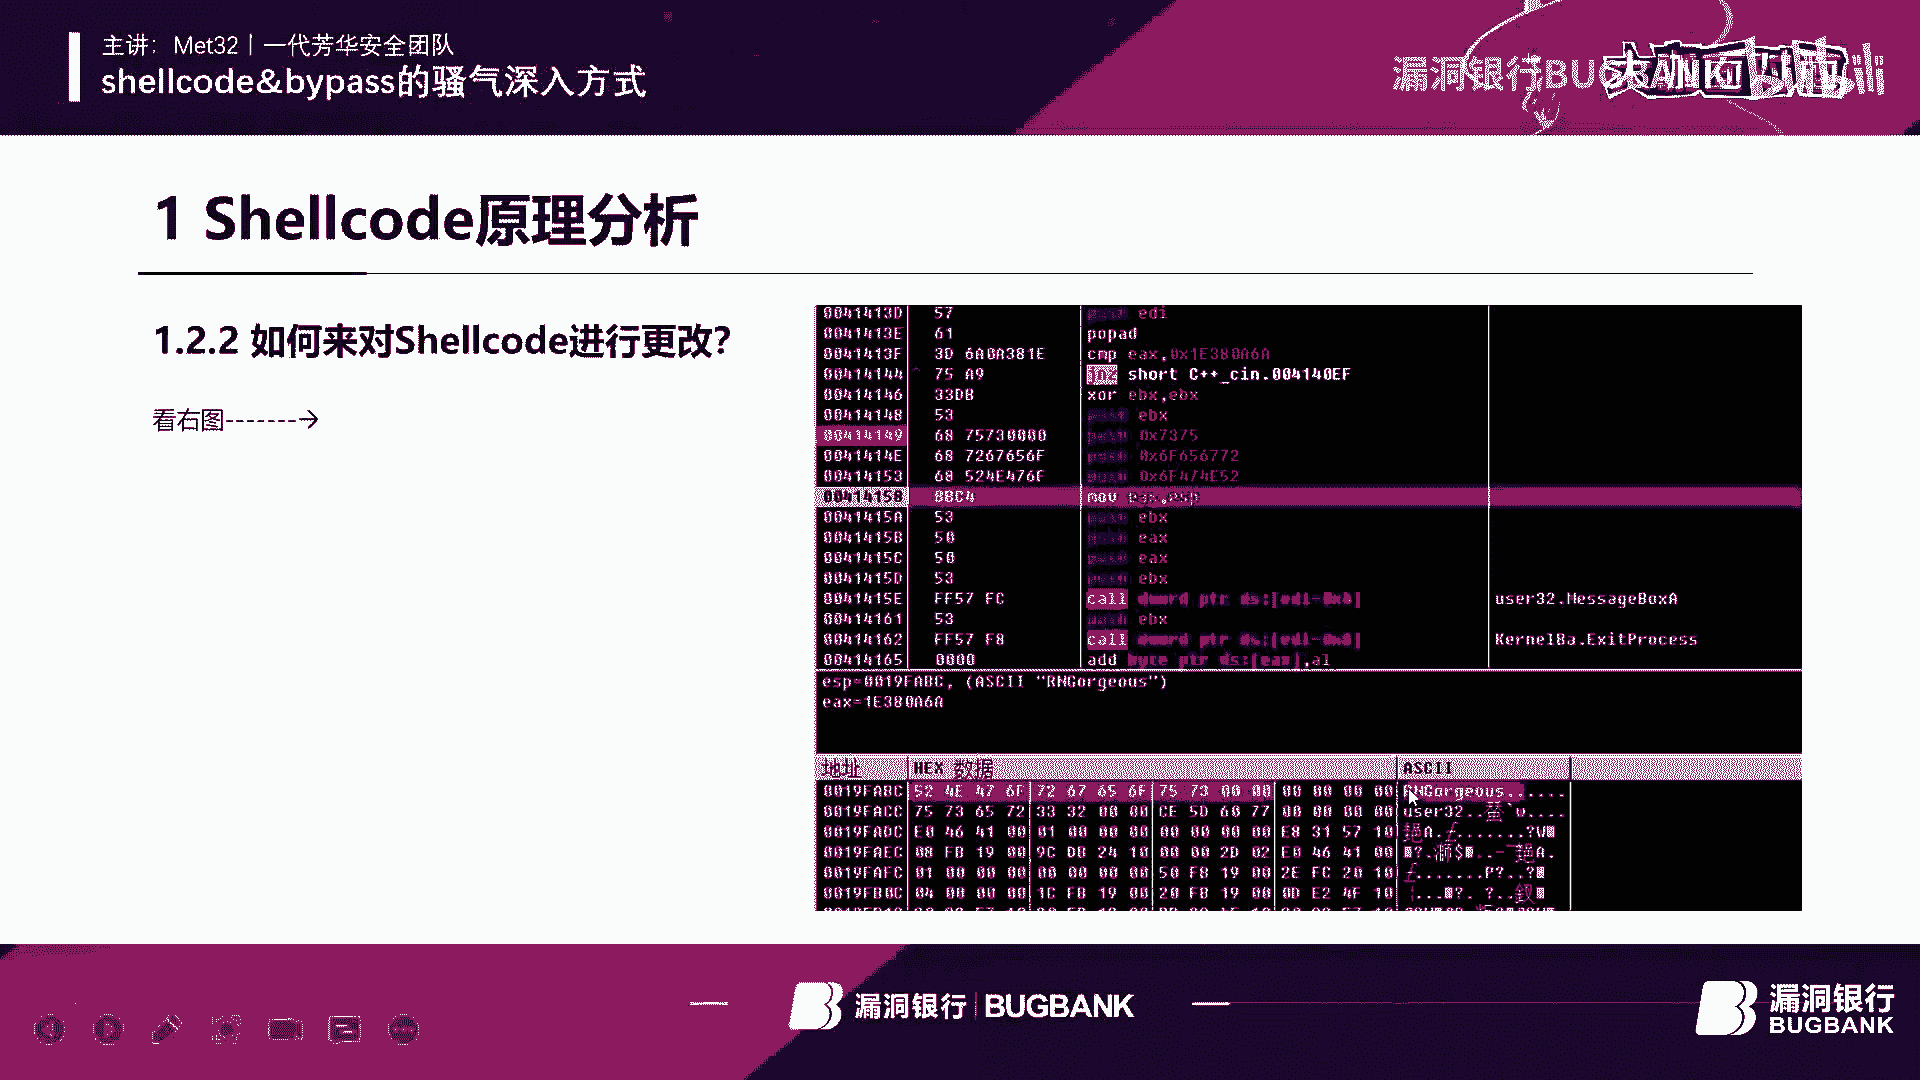 主讲：Met32｜一代芳华安全团队
shellcode&bypass的骚气深入方式
漏洞银行BUGBANK
大咖面对面
1 Shellcode原理分析
1.2.2 如何来对Shellcode进行更改？
看右图-------→
0041413D 57 push edi
0041413E 61 popad
0041413F 3D 6A0A381E cmp eax,0x1E380A6A
00414144 ^ 75 A9 jnz short C++_cin.004140EF
00414146 33DB xor ebx,ebx
00414148 53 push ebx
00414149 68 75730000 push 0x7375
0041414E 68 7267656F push 0x6F656772
00414153 68 524E476F push 0x6F474E52
00414158 8BC4 mov eax,esp
0041415A 53 push ebx
0041415B 50 push eax
0041415C 50 push eax
0041415D 53 push ebx
0041415E FF57 FC call dword ptr ds:[edi-0x4] user32.MessageBoxA
00414161 53 push ebx
00414162 FF57 F8 call dword ptr ds:[edi-0x8] KernelBa.ExitProcess
00414165 0000 add byte ptr ds:[eax],al
esp=0019FABC, (ASCII "RNGorgeous")
eax=1E380A6A
地址 HEX 数据 ASCII
0019FABC 52 4E 47 6F 72 67 65 6F 75 73 00 00 00 00 00 00 RNGorgeous......
0019FACC 75 73 65 72 33 32 00 00 CE 5D 60 77 00 00 00 00 user32..
0019FADC E0 46 41 00 01 00 00 00 00 00 00 00 E8 31 57 10
0019FAEC 08 FB 19 00 9C DB 24 10 00 00 2D 02 E0 46 41 00
0019FAFC 01 00 00 00 00 00 00 00 50 F8 19 00 2E FC 20 10
0019FB0C 04 00 00 00 1C FB 19 00 20 F8 19 00 0D E2 4F 10
漏洞银行 | BUGBANK
漏洞银行
BUGBANK